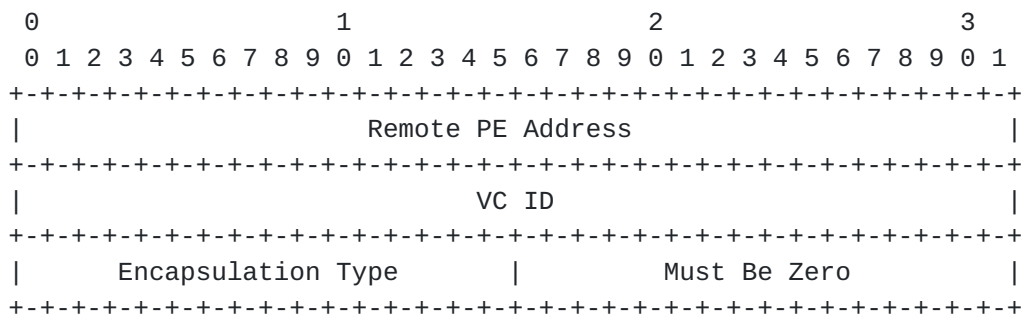 0                   1                   2                   3
 0 1 2 3 4 5 6 7 8 9 0 1 2 3 4 5 6 7 8 9 0 1 2 3 4 5 6 7 8 9 0 1
+-+-+-+-+-+-+-+-+-+-+-+-+-+-+-+-+-+-+-+-+-+-+-+-+-+-+-+-+-+-+-+-+
|                      Remote PE Address                        |
+-+-+-+-+-+-+-+-+-+-+-+-+-+-+-+-+-+-+-+-+-+-+-+-+-+-+-+-+-+-+-+-+
|                             VC ID                             |
+-+-+-+-+-+-+-+-+-+-+-+-+-+-+-+-+-+-+-+-+-+-+-+-+-+-+-+-+-+-+-+-+
|      Encapsulation Type       |         Must Be Zero          |
+-+-+-+-+-+-+-+-+-+-+-+-+-+-+-+-+-+-+-+-+-+-+-+-+-+-+-+-+-+-+-+-+